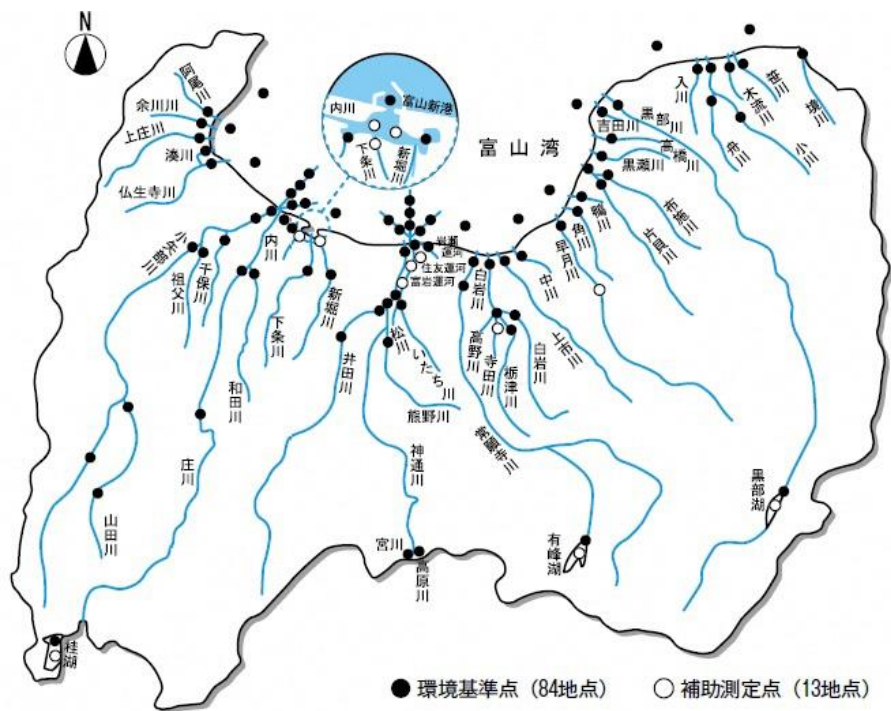 N
阿尾川
余川川
上庄川
湊川
仏生寺川
小矢部川
祖父川
千保川
内川
富山新港
内川
下条川
新堀川
富山湾
岩瀬
運河
住友運河
富岩運河
新堀川
下条川
和田川
庄川
山田川
井田川
松川
いたち川
熊野川
神通川
宮川
高原川
白岩川
高野川
寺田川
栃津川
白岩川
常願寺川
中川
上市川
早月川
角川
鴨川
片貝川
布施川
黒瀬川
高橋川
吉田川
黒部川
入川
舟川
小川
木流川
笹川
境川
黒部湖
有峰湖
桂湖
環境基準点（84地点）
補助測定点（13地点）